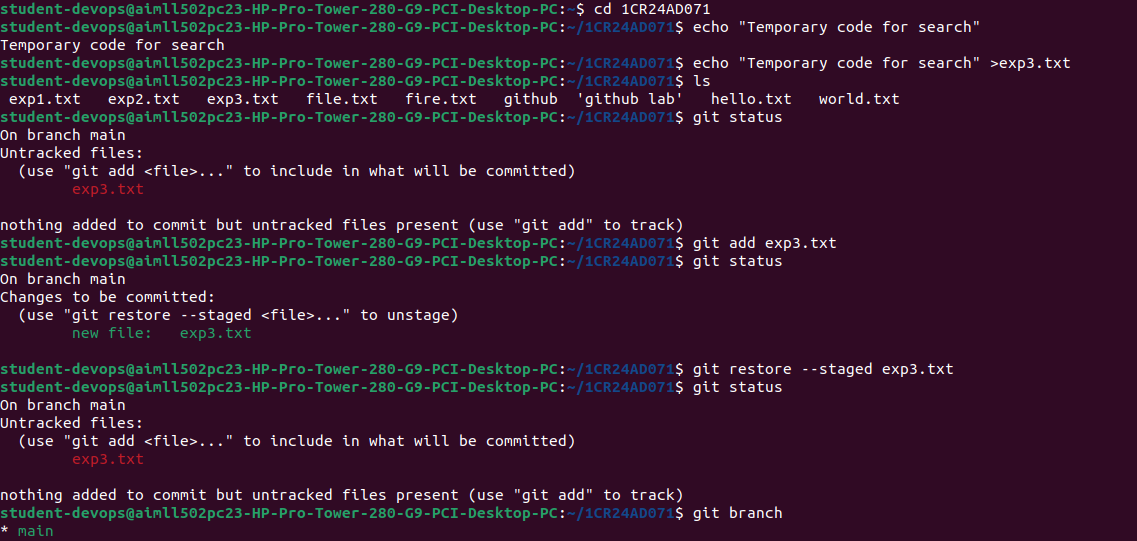 student-devops@aimll502pc23-HP-Pro-Tower-280-G9-PCI-Desktop-PC:~$ cd 1CR24AD071
student-devops@aimll502pc23-HP-Pro-Tower-280-G9-PCI-Desktop-PC:~/1CR24AD071$ echo "Temporary code for search"
Temporary code for search
student-devops@aimll502pc23-HP-Pro-Tower-280-G9-PCI-Desktop-PC:~/1CR24AD071$ echo "Temporary code for search" >exp3.txt
student-devops@aimll502pc23-HP-Pro-Tower-280-G9-PCI-Desktop-PC:~/1CR24AD071$ ls
 exp1.txt   exp2.txt   exp3.txt   file.txt   fire.txt   github  'github lab'   hello.txt   world.txt
student-devops@aimll502pc23-HP-Pro-Tower-280-G9-PCI-Desktop-PC:~/1CR24AD071$ git status
On branch main
Untracked files:
  (use "git add <file>..." to include in what will be committed)
        exp3.txt

nothing added to commit but untracked files present (use "git add" to track)
student-devops@aimll502pc23-HP-Pro-Tower-280-G9-PCI-Desktop-PC:~/1CR24AD071$ git add exp3.txt
student-devops@aimll502pc23-HP-Pro-Tower-280-G9-PCI-Desktop-PC:~/1CR24AD071$ git status
On branch main
Changes to be committed:
  (use "git restore --staged <file>..." to unstage)
        new file:   exp3.txt

student-devops@aimll502pc23-HP-Pro-Tower-280-G9-PCI-Desktop-PC:~/1CR24AD071$ git restore --staged exp3.txt
student-devops@aimll502pc23-HP-Pro-Tower-280-G9-PCI-Desktop-PC:~/1CR24AD071$ git status
On branch main
Untracked files:
  (use "git add <file>..." to include in what will be committed)
        exp3.txt

nothing added to commit but untracked files present (use "git add" to track)
student-devops@aimll502pc23-HP-Pro-Tower-280-G9-PCI-Desktop-PC:~/1CR24AD071$ git branch
* main